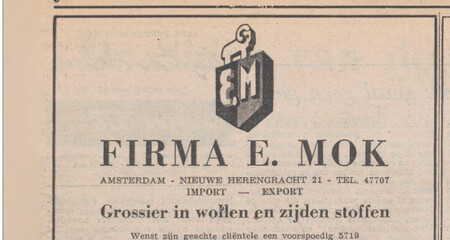 E M
FIRMA E. MOK
AMSTERDAM - NIEUWE HERENGRACHT 21 - TEL. 47707
IMPORT — EXPORT
Grossier in wollen en zijden stoffen
Wenst zijn geachte cliëntele een voorspoedig 5719